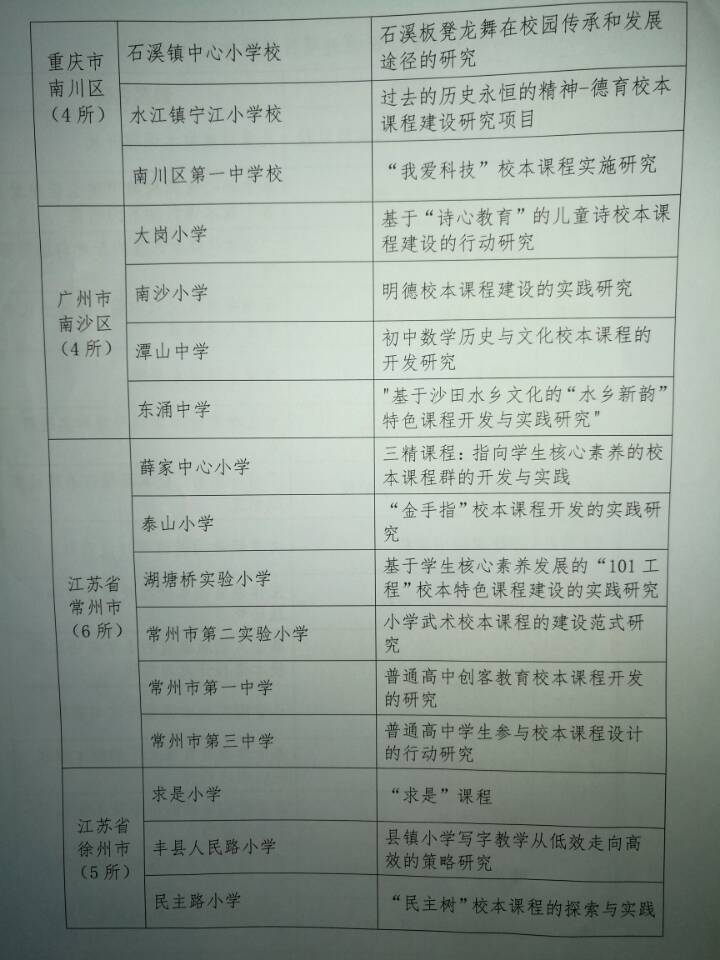 重庆市
南川区
（4所）
石溪镇中心小学校
石溪板凳龙舞在校园传承和发展
途径的研究
水江镇宁江小学校
过去的历史永恒的精神-德育校本
课程建设研究项目
南川区第一中学校
“我爱科技”校本课程实施研究
广州市
南沙区
（4所）
大岗小学
基于“诗心教育”的儿童诗校本课
程建设的行动研究
南沙小学
明德校本课程建设的实践研究
潭山中学
初中数学历史与文化校本课程的
开发研究
东涌中学
"基于沙田水乡文化的“水乡新韵”
特色课程开发与实践研究"
江苏省
常州市
（6所）
薛家中心小学
三精课程：指向学生核心素养的校
本课程群的开发与实践
泰山小学
“金手指”校本课程开发的实践研
究
湖塘桥实验小学
基于学生核心素养发展的“101工
程”校本特色课程建设的实践研究
常州市第二实验小学
小学武术校本课程的建设范式研
究
常州市第一中学
普通高中创客教育校本课程开发
的研究
常州市第三中学
普通高中学生参与校本课程设计
的行动研究
江苏省
徐州市
（5所）
求是小学
“求是”课程
丰县人民路小学
县镇小学写字教学从低效走向高
效的策略研究
民主路小学
“民主树”校本课程的探索与实践